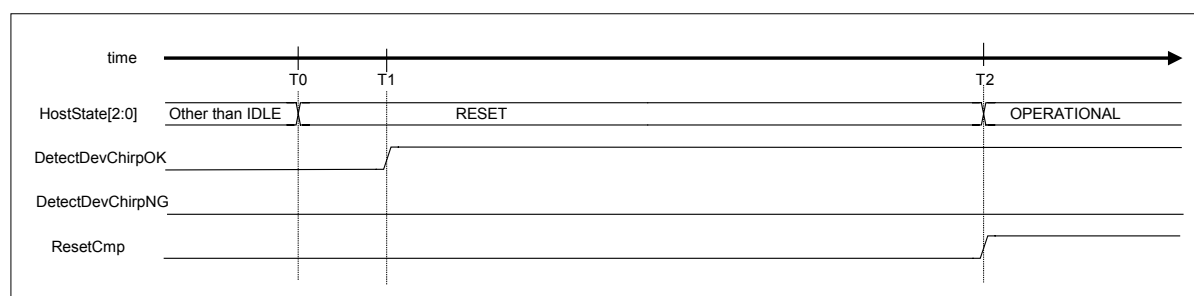 time
T0 T1 T2
HostState[2:0] Other than IDLE RESET OPERATIONAL
DetectDevChirpOK
DetectDevChirpNG
ResetCmp